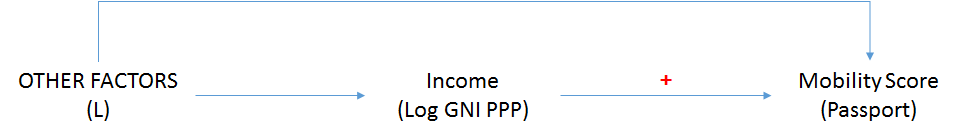 OTHER FACTORS
(L)
Income
(Log GNI PPP)
+
Mobility Score
(Passport)